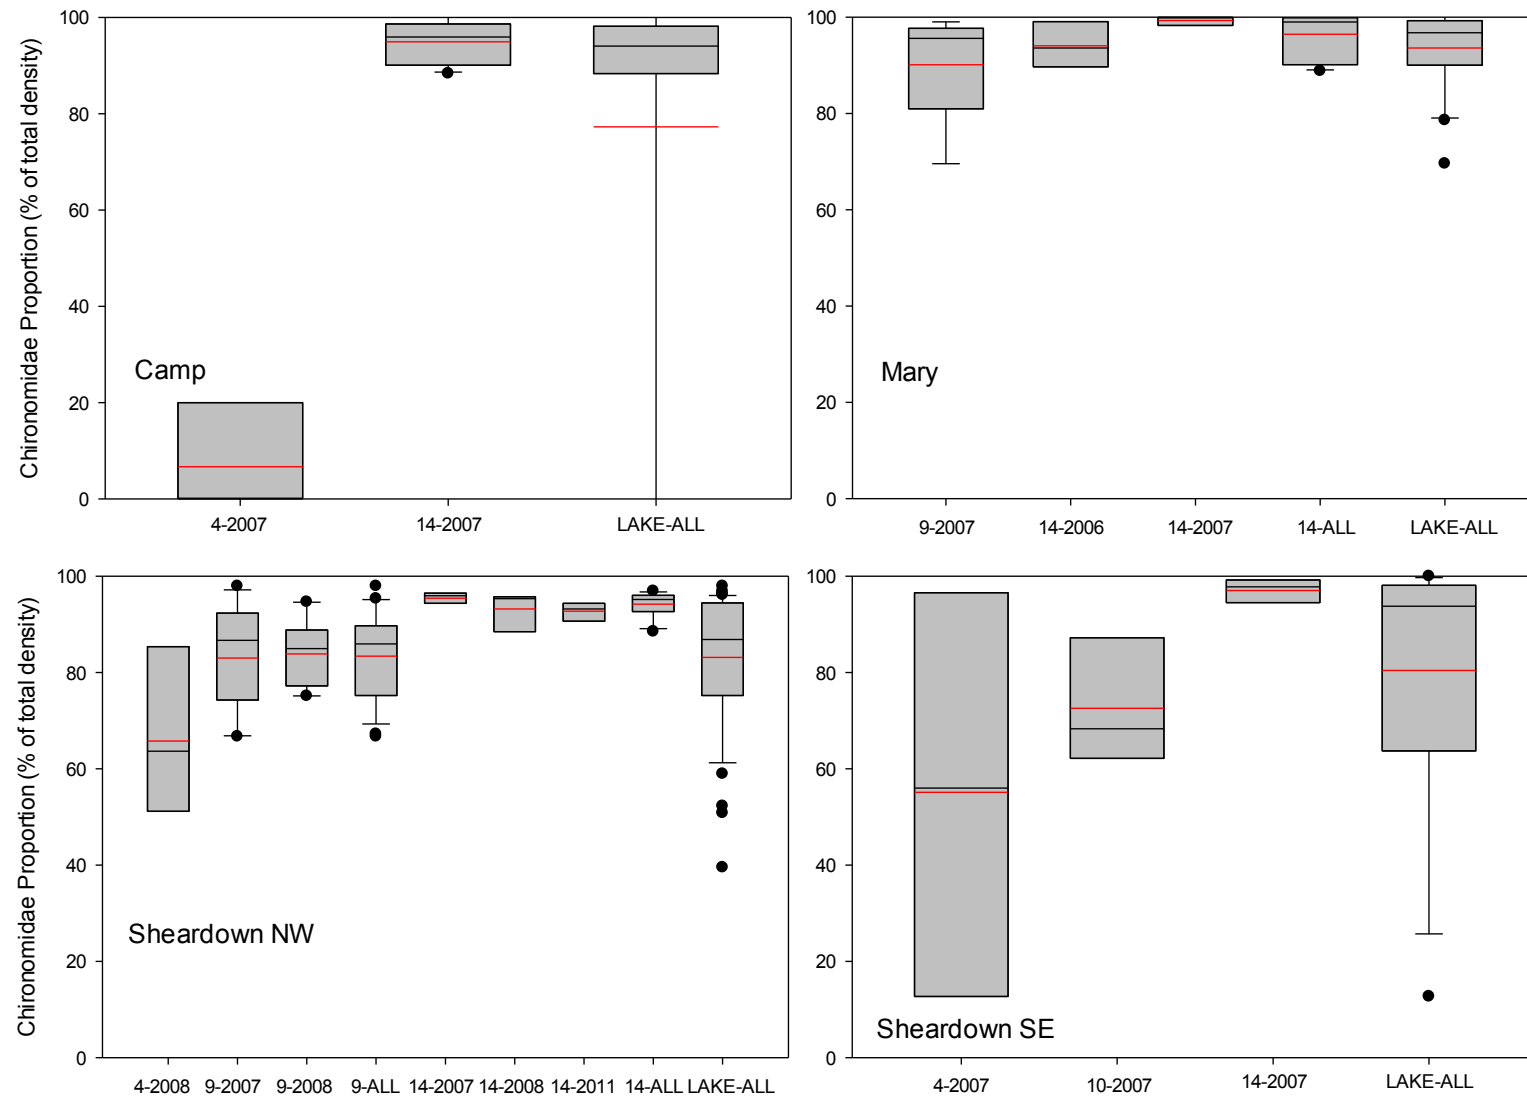 Chironomidae Proportion (% of total density)
100
80
60
40
20
0
Camp
4-2007 14-2007 LAKE-ALL
100
80
60
40
20
0
Mary
9-2007 14-2006 14-2007 14-ALL LAKE-ALL
Chironomidae Proportion (% of total density)
100
80
60
40
20
0
Sheardown NW
4-2008 9-2007 9-2008 9-ALL 14-2007 14-2008 14-2011 14-ALL LAKE-ALL
100
80
60
40
20
0
Sheardown SE
4-2007 10-2007 14-2007 LAKE-ALL